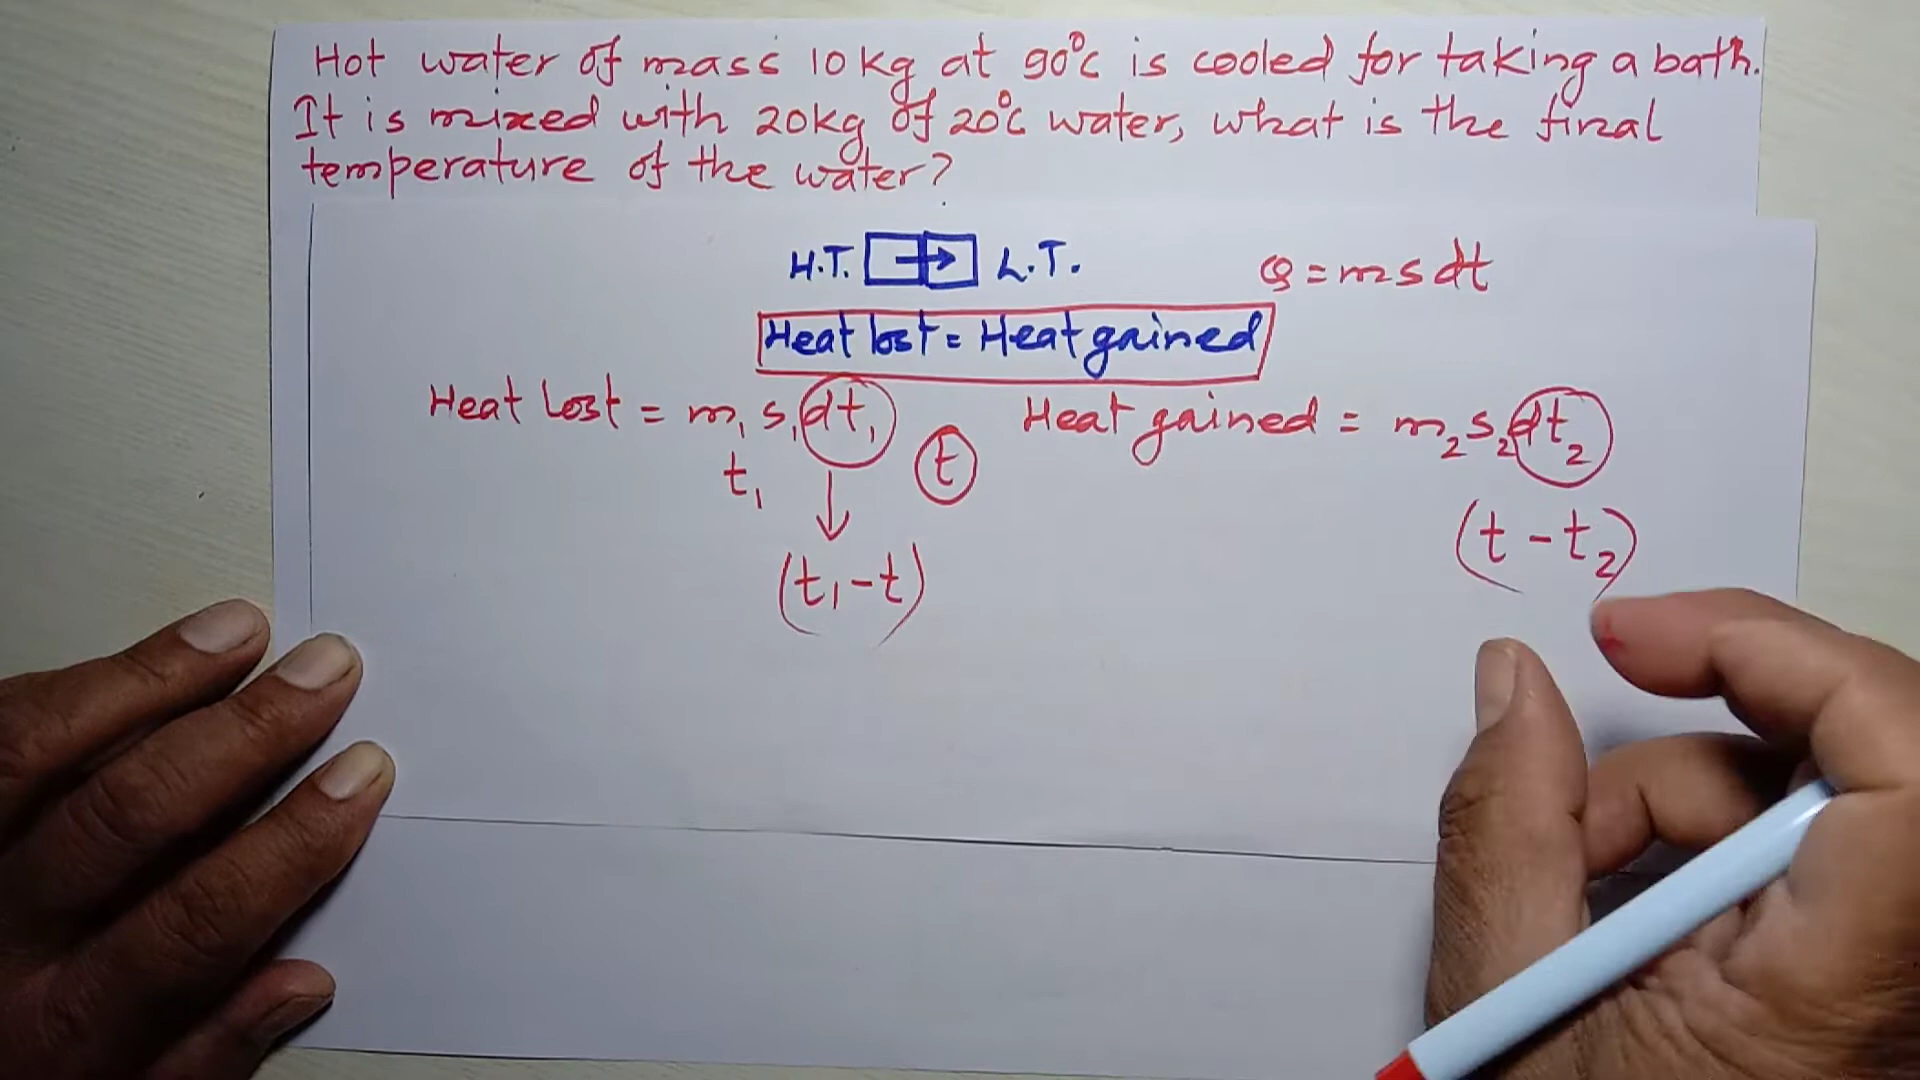 Hot water of mass 10kg at 90°C is cooled for taking a bath.
It is mixed with 20kg of 20°C water, what is the final
temperature of the water?
H.T. → L.T.
Q = msdt
Heat lost = Heat gained
Heat lost = m₁s₁dt₁
Heat gained = m₂s₂dt₂
t₁
t
(t₁-t)
(t-t₂)